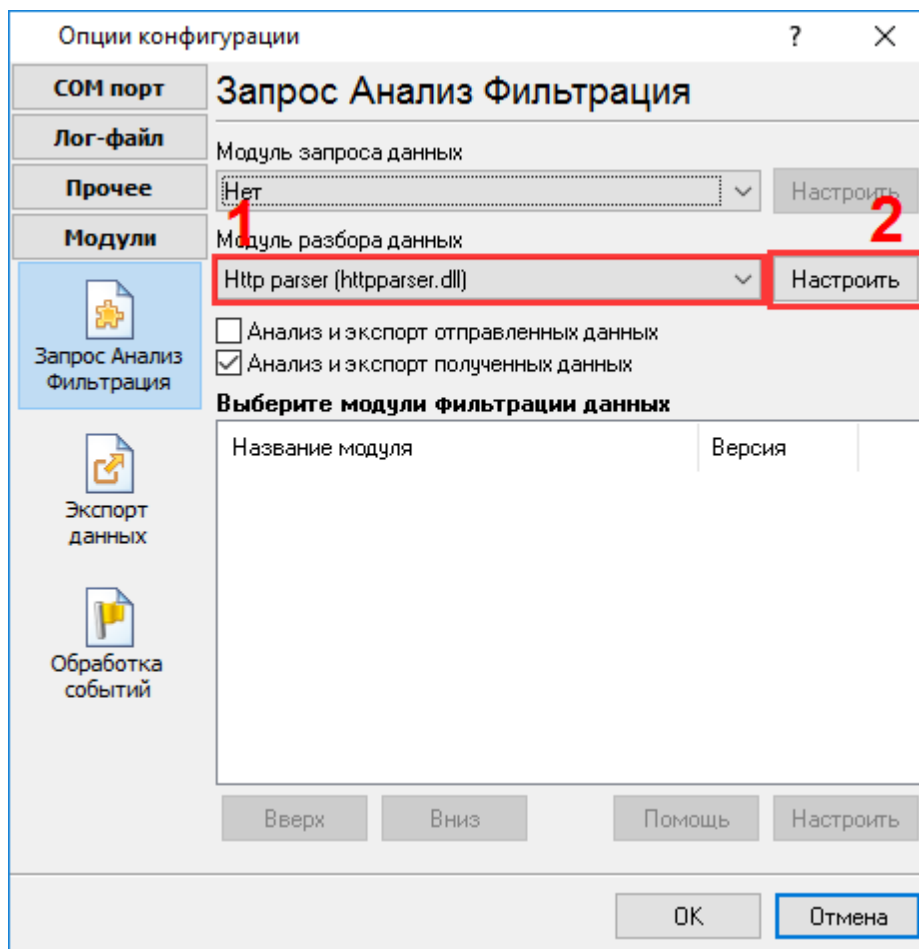 Опции конфигурации
?
COM порт
Лог-файл
Прочее
Модули
Запрос Анализ
Фильтрация
Экспорт
данных
Обработка
событий
Запрос Анализ Фильтрация
Модуль запроса данных
Нет
Настроить
1
2
Модуль разбора данных
Http parser (httpparser.dll)
Настроить
Анализ и экспорт отправленных данных
Анализ и экспорт полученных данных
Выберите модули фильтрации данных
Название модуля Версия
Вверх Вниз Помощь Настроить
OK Отмена